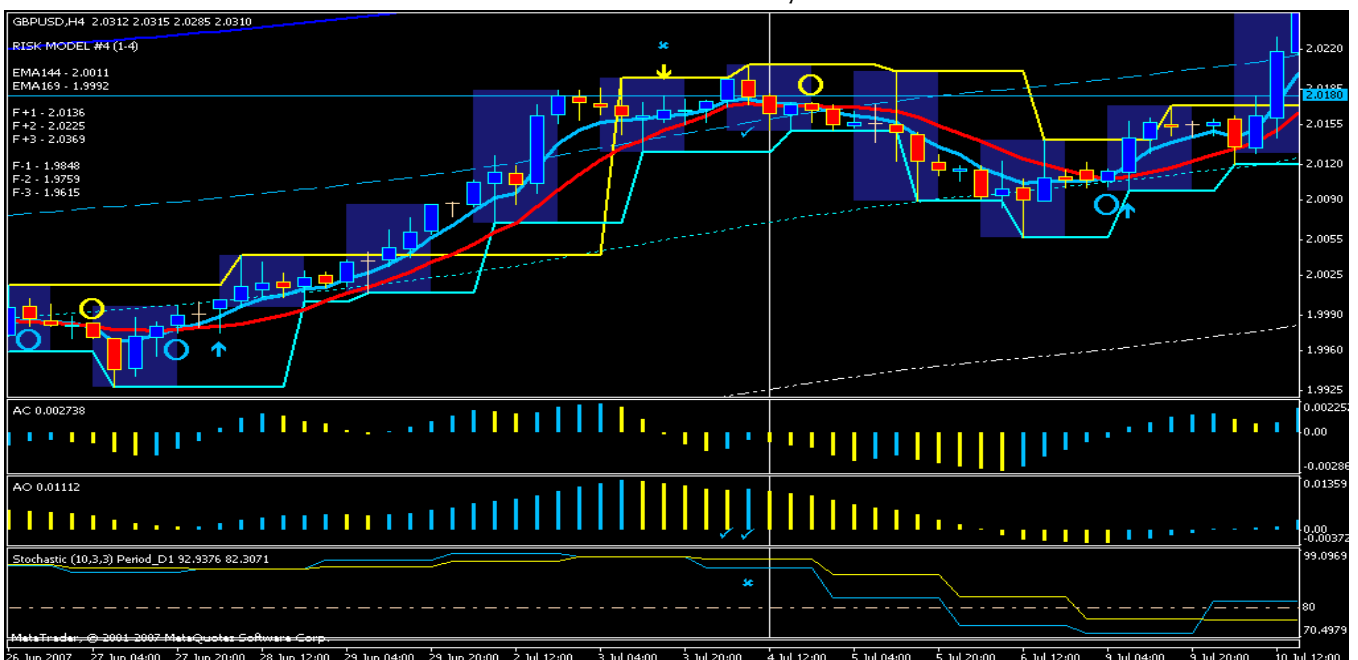 GBPUSD,H4 2.0312 2.0315 2.0285 2.0310
RISK MODEL #4 (1-4)
EMA144 - 2.0011
EMA169 - 1.9992
F+1 - 2.0136
F+2 - 2.0225
F+3 - 2.0369
F-1 - 1.9848
F-2 - 1.9759
F-3 - 1.9615
2.0220
2.0185
2.0180
2.0155
2.0120
2.0090
2.0055
2.0025
1.9990
1.9960
1.9925
AC 0.002738
0.002252
0.00
-0.00286
AO 0.01112
0.01359
0.00
-0.00372
Stochastic (10,3,3) Period_D1 92.9376 82.3071
99.0969
80
70.4979
MetaTrader, © 2001-2007 MetaQuotes Software Corp.
26 Jun 2007 27 Jun 04:00 27 Jun 20:00 28 Jun 12:00 29 Jun 04:00 29 Jun 20:00 2 Jul 12:00 3 Jul 04:00 3 Jul 20:00 4 Jul 12:00 5 Jul 04:00 5 Jul 20:00 6 Jul 12:00 9 Jul 04:00 9 Jul 20:00 10 Jul 12:00